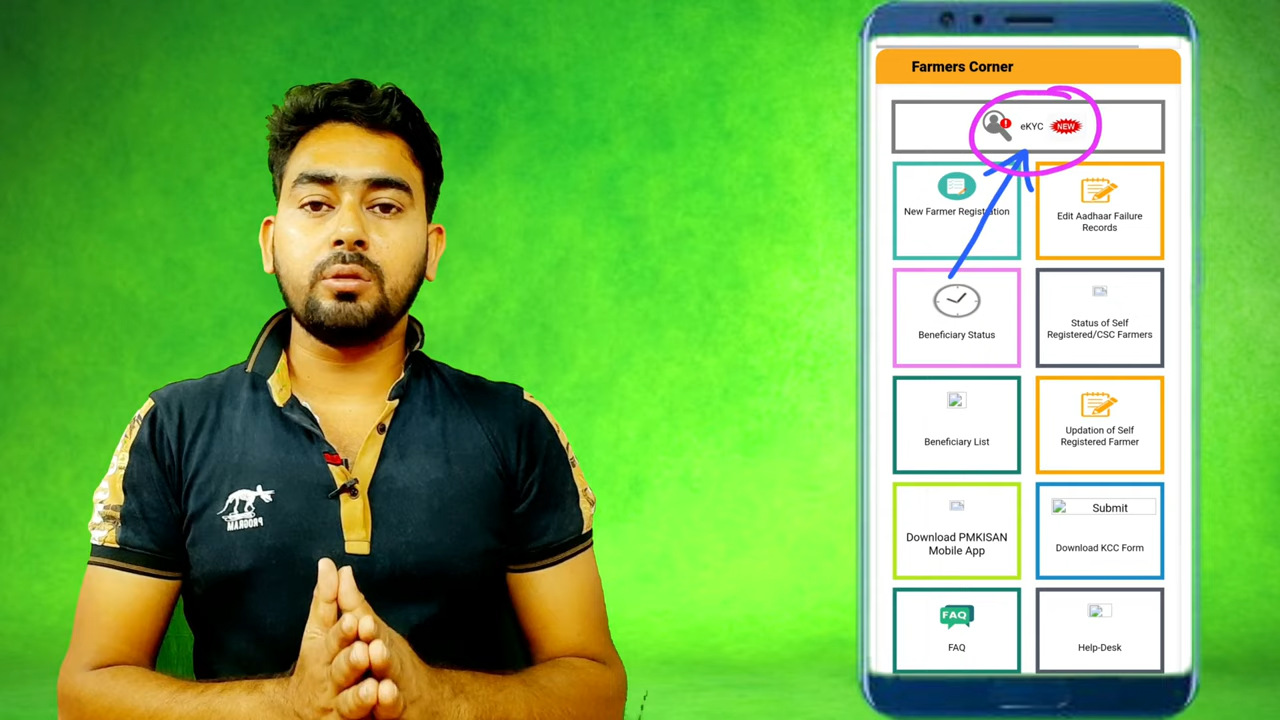 Farmers Corner
eKYC NEW
New Farmer Registration
Edit Aadhaar Failure
Records
Beneficiary Status
Status of Self
Registered/CSC Farmers
Beneficiary List
Updation of Self
Registered Farmer
Download PMKISAN
Mobile App
Submit
Download KCC Form
FAQ
FAQ
Help-Desk
PROGRAM